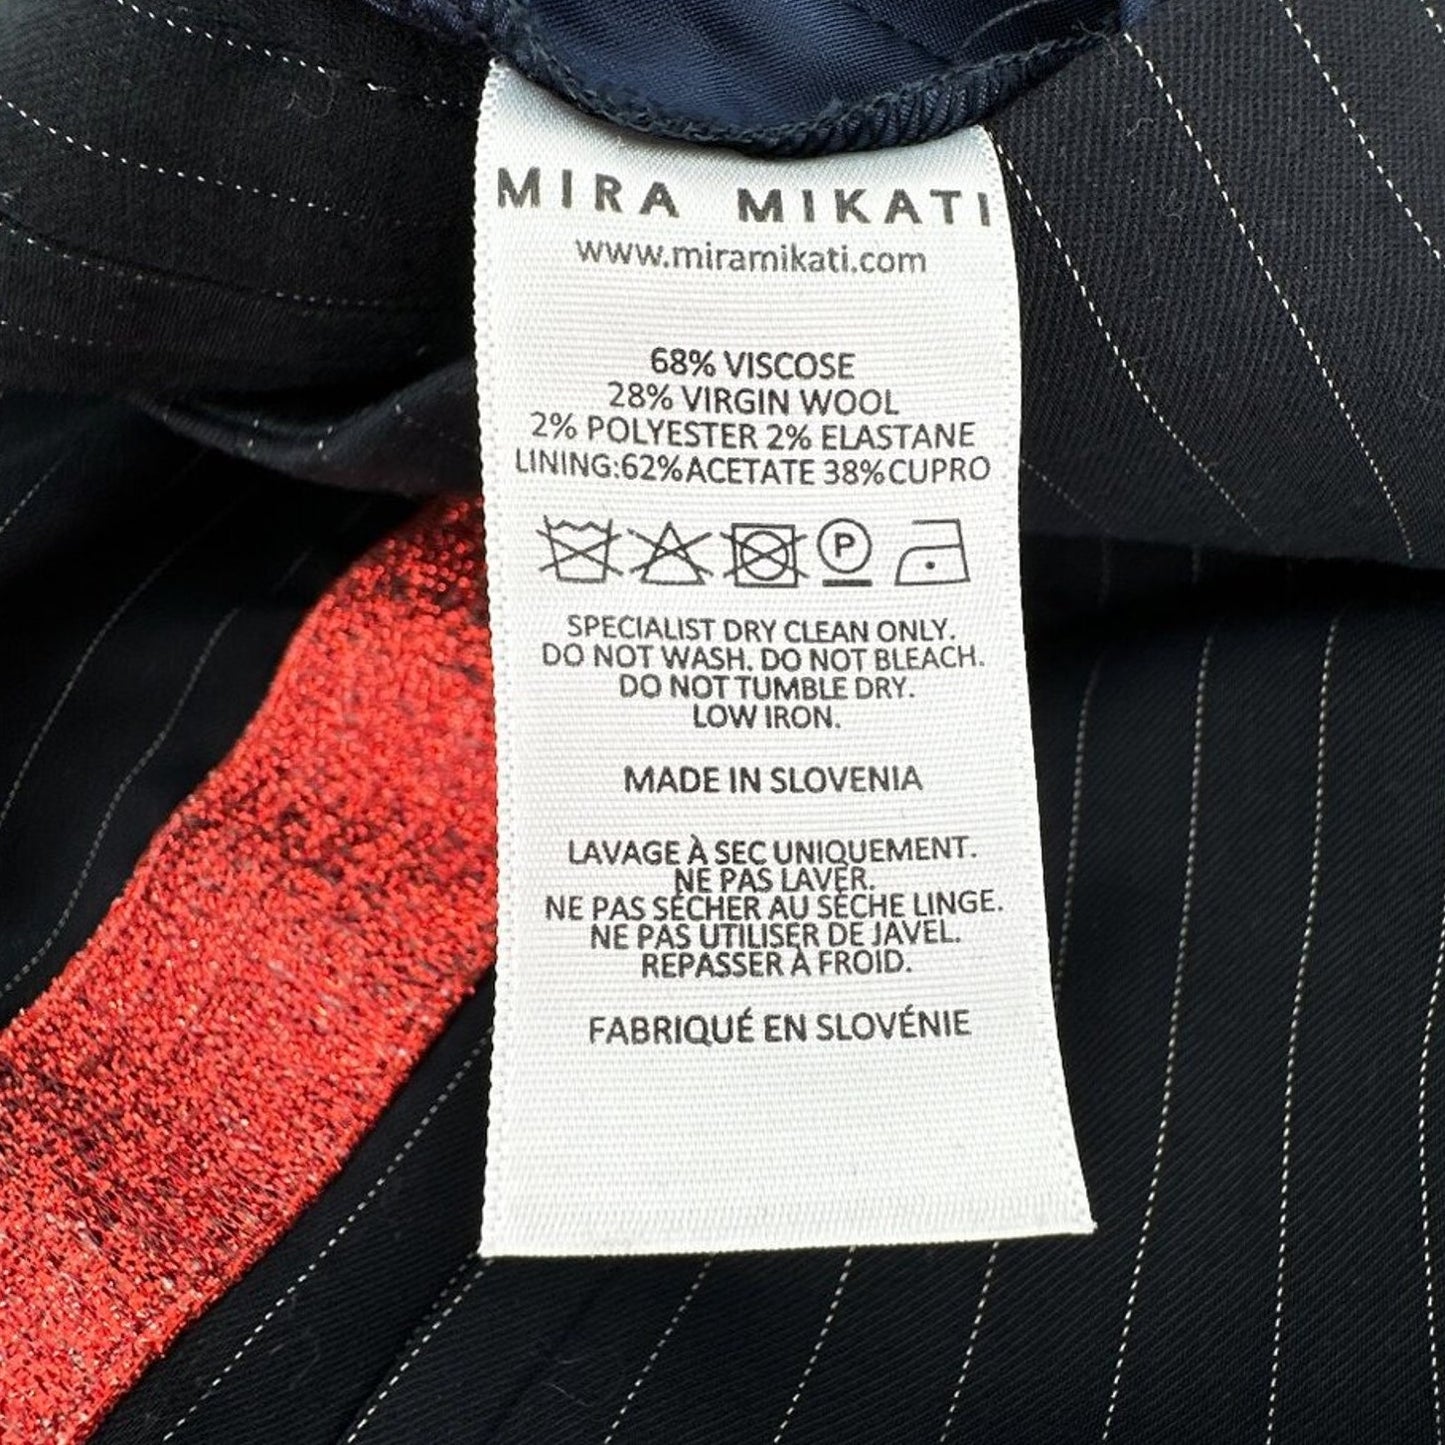 MIRA MIKATI
www.miramikati.com
68% VISCOSE
28% VIRGIN WOOL
2% POLYESTER 2% ELASTANE
LINING:62%ACETATE 38%CUPRO
P
SPECIALIST DRY CLEAN ONLY.
DO NOT WASH. DO NOT BLEACH.
DO NOT TUMBLE DRY.
LOW IRON.
MADE IN SLOVENIA
LAVAGE À SEC UNIQUEMENT.
NE PAS LAVER.
NE PAS SÉCHER AU SÈCHE LINGE.
NE PAS UTILISER DE JAVEL.
REPASSER À FROID.
FABRIQUÉ EN SLOVÉNIE